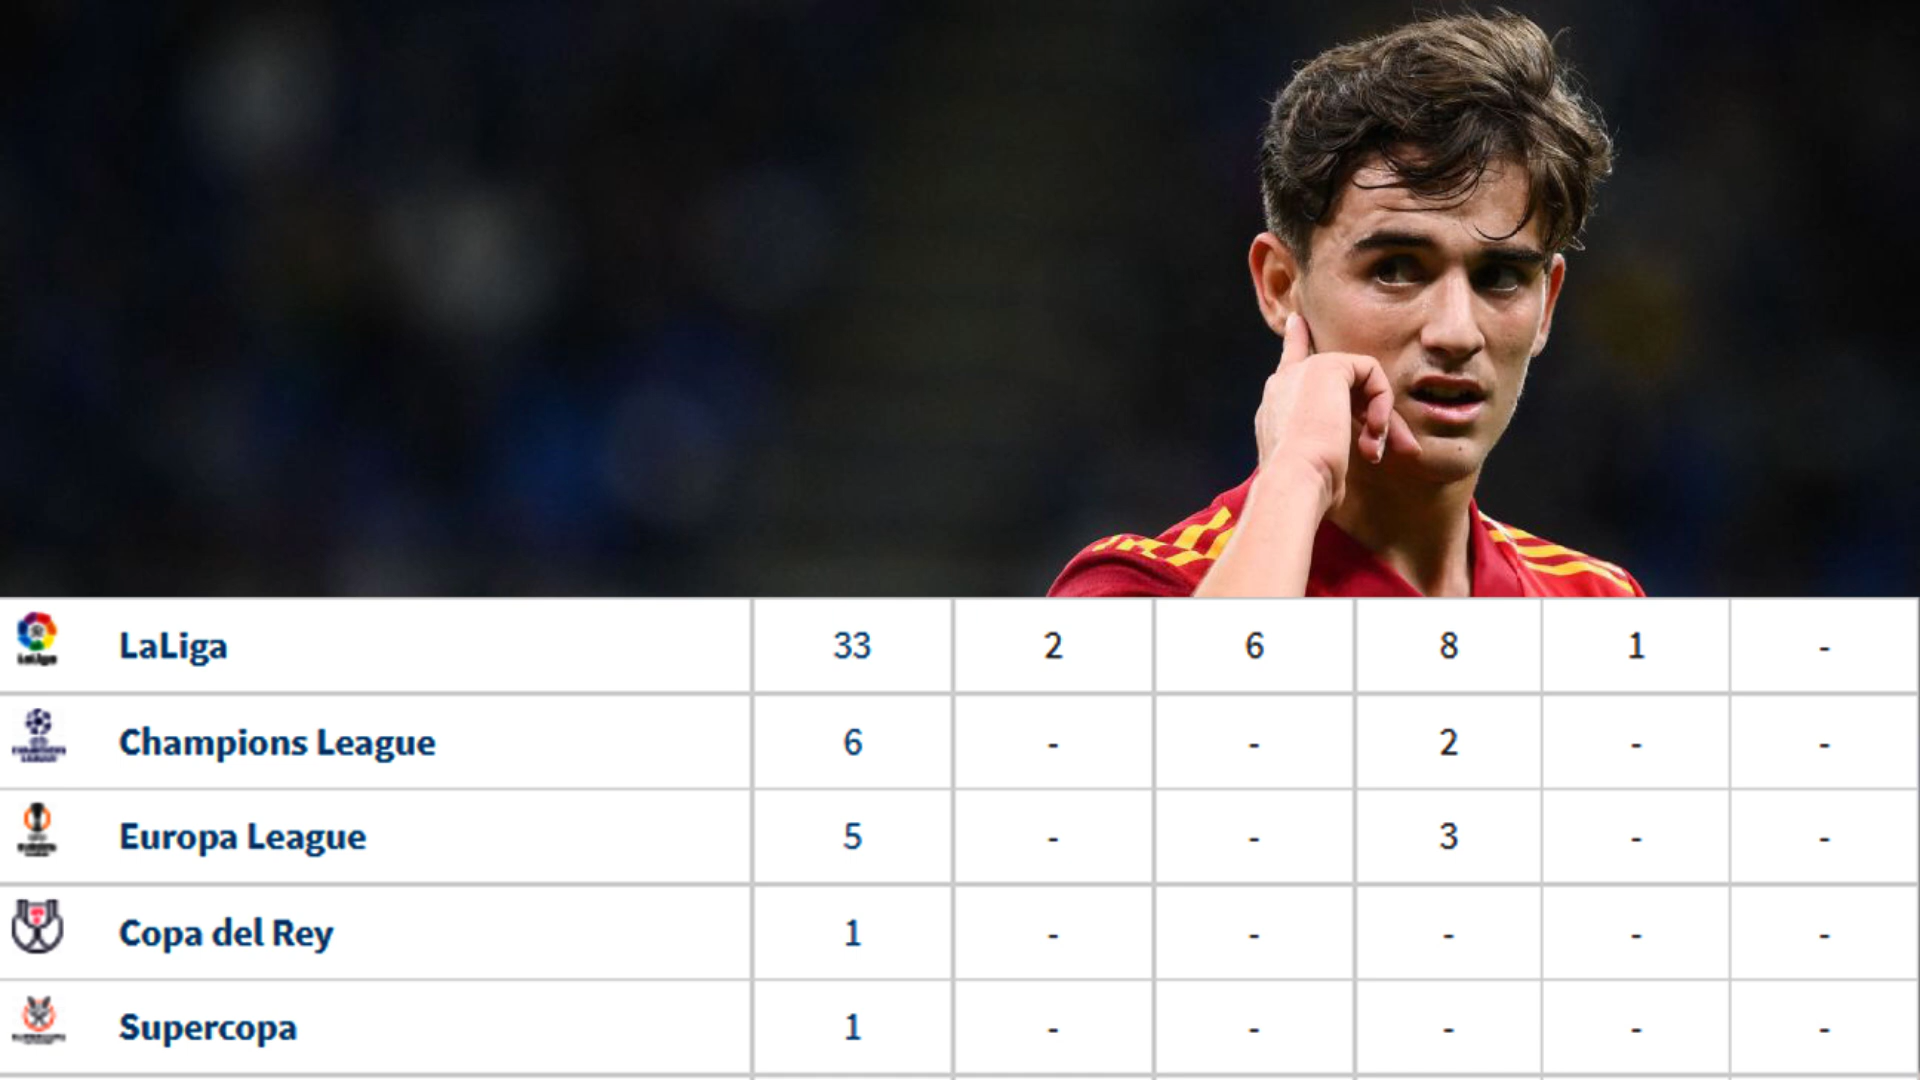 LaLiga 33 2 6 8 1 -
Champions League 6 - - 2 - -
Europa League 5 - - 3 - -
Copa del Rey 1 - - - - -
Supercopa 1 - - - - -